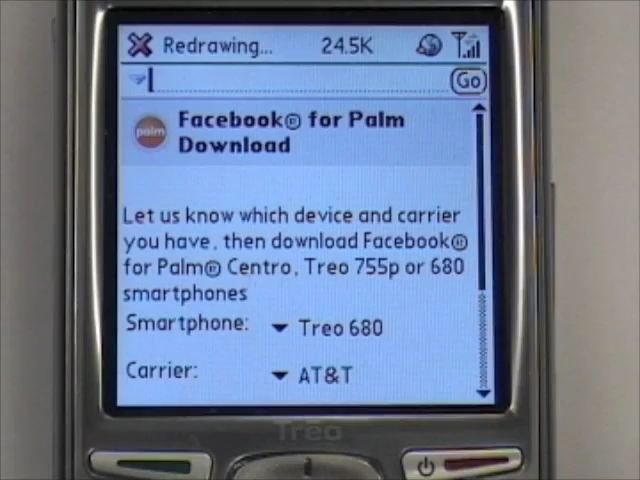 Redrawing... 24.5K
Go
palm
Facebook® for Palm
Download
Let us know which device and carrier
you have, then download Facebook®
for Palm® Centro, Treo 755p or 680
smartphones
Smartphone: Treo 680
Carrier: AT&T
Treo